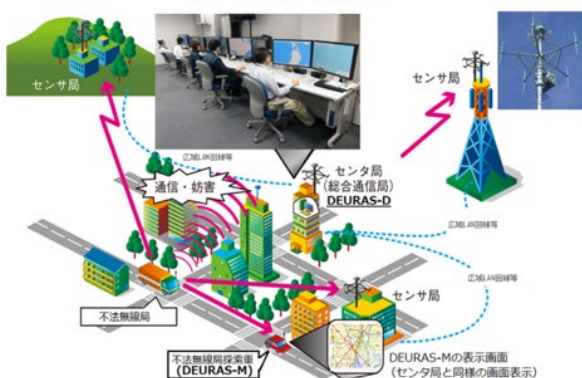 センサ局
センサ局
広域LAN回線等
通信・妨害
センタ局
(総合通信局)
DEURAS-D
広域LAN回線等
広域LAN回線等
センサ局
不法無線局
不法無線局探索車
(DEURAS-M)
DEURAS-Mの表示画面
(センタ局と同様の画面表示)